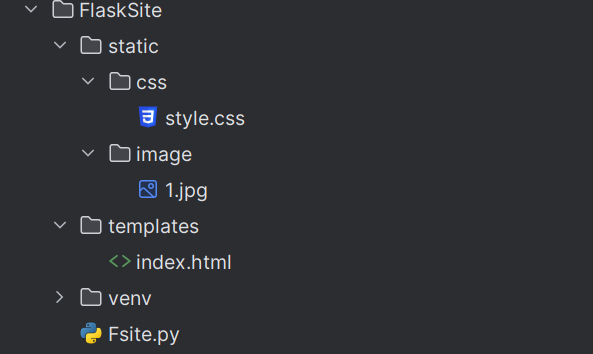 FlaskSite
static
css
style.css
image
1.jpg
templates
index.html
venv
Fsite.py